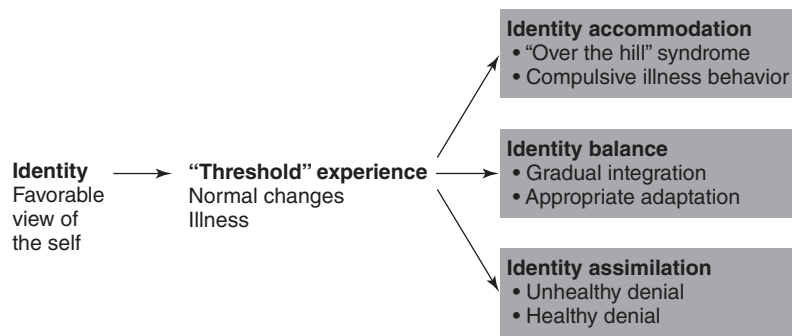 Identity
Favorable
view of
the self
“Threshold” experience
Normal changes
Illness
Identity accommodation
• “Over the hill” syndrome
• Compulsive illness behavior
Identity balance
• Gradual integration
• Appropriate adaptation
Identity assimilation
• Unhealthy denial
• Healthy denial